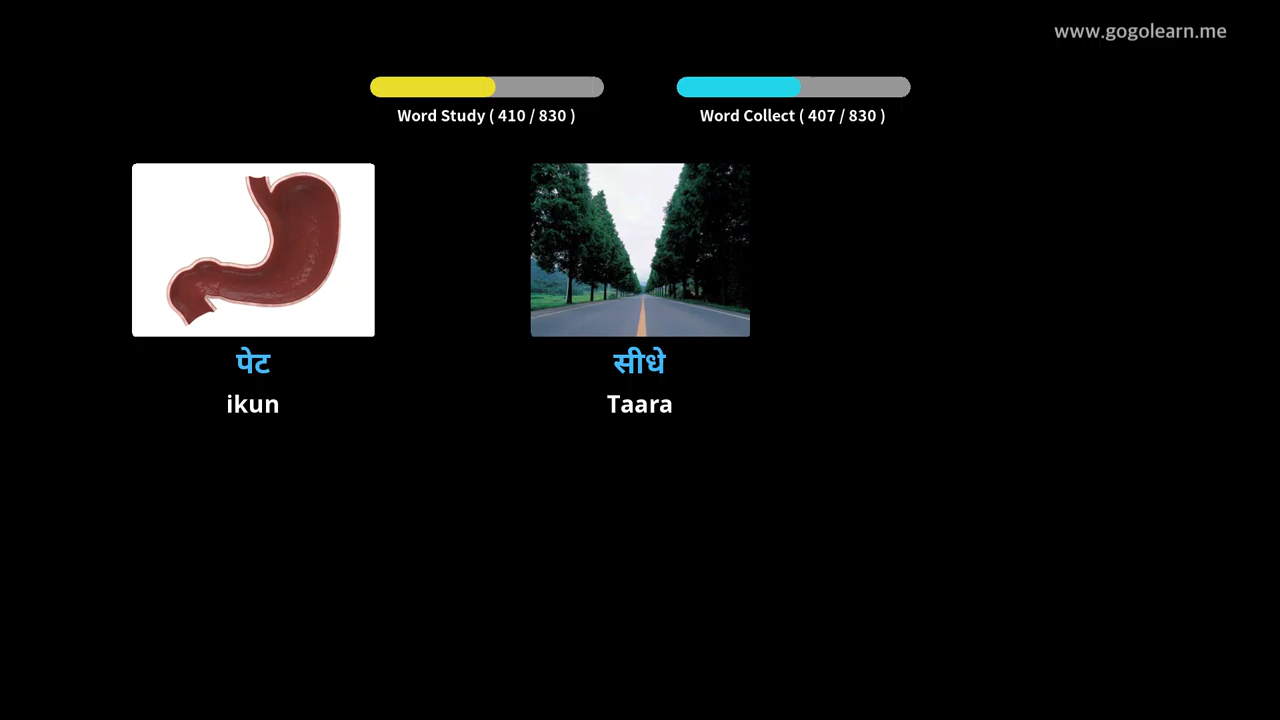 www.gogolearn.me
Word Study ( 410 / 830 )
Word Collect ( 407 / 830 )
पेट
सीधे
ikun
Taara